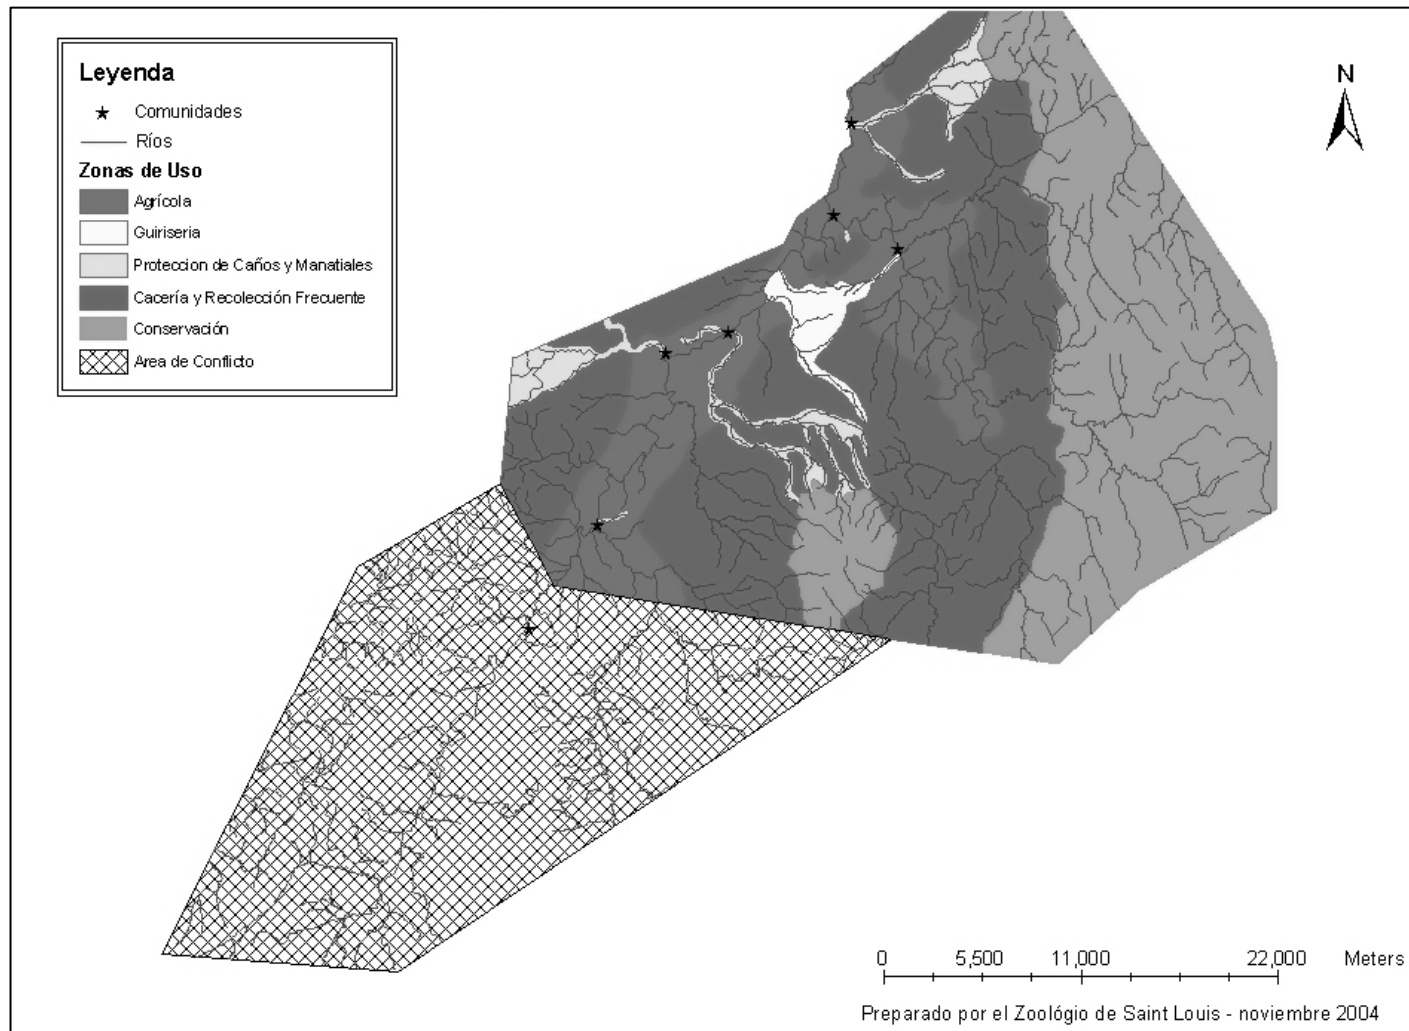 Leyenda
Comunidades
Ríos
Zonas de Uso
Agrícola
Guiriseria
Proteccion de Caños y Manatiales
Cacería y Recolección Frecuente
Conservación
Area de Conflicto
N
0 5,500 11,000 22,000 Meters
Preparado por el Zoológio de Saint Louis - noviembre 2004